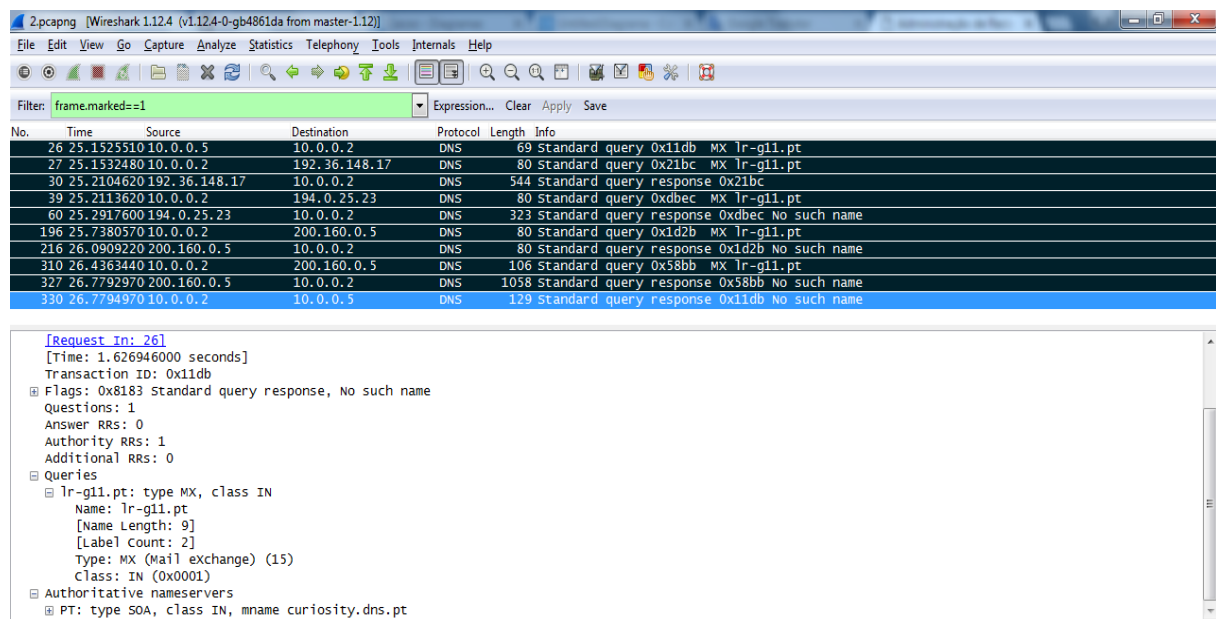 2.pcapng [Wireshark 1.12.4 (v1.12.4-0-gb4861da from master-1.12)]
File Edit View Go Capture Analyze Statistics Telephony Tools Internals Help
Filter: frame.marked==1 Expression... Clear Apply Save
No. Time Source Destination Protocol Length Info
26 25.1525510 10.0.0.5 10.0.0.2 DNS 69 Standard query 0x11db MX lr-g11.pt
27 25.1532480 10.0.0.2 192.36.148.17 DNS 80 Standard query 0x21bc MX lr-g11.pt
30 25.2104620 192.36.148.17 10.0.0.2 DNS 544 Standard query response 0x21bc
39 25.2113620 10.0.0.2 194.0.25.23 DNS 80 Standard query 0xdbec MX lr-g11.pt
60 25.2917600 194.0.25.23 10.0.0.2 DNS 323 Standard query response 0xdbec No such name
196 25.7380570 10.0.0.2 200.160.0.5 DNS 80 Standard query 0x1d2b MX lr-g11.pt
216 26.0909220 200.160.0.5 10.0.0.2 DNS 80 Standard query response 0x1d2b No such name
310 26.4363440 10.0.0.2 200.160.0.5 DNS 106 Standard query 0x58bb MX lr-g11.pt
327 26.7792970 200.160.0.5 10.0.0.2 DNS 1058 Standard query response 0x58bb No such name
330 26.7794970 10.0.0.2 10.0.0.5 DNS 129 Standard query response 0x11db No such name
[Request In: 26]
[Time: 1.626946000 seconds]
Transaction ID: 0x11db
Flags: 0x8183 Standard query response, No such name
Questions: 1
Answer RRs: 0
Authority RRs: 1
Additional RRs: 0
Queries
lr-g11.pt: type MX, class IN
Name: lr-g11.pt
[Name Length: 9]
[Label Count: 2]
Type: MX (Mail eXchange) (15)
Class: IN (0x0001)
Authoritative nameservers
PT: type SOA, class IN, mname curiosity.dns.pt